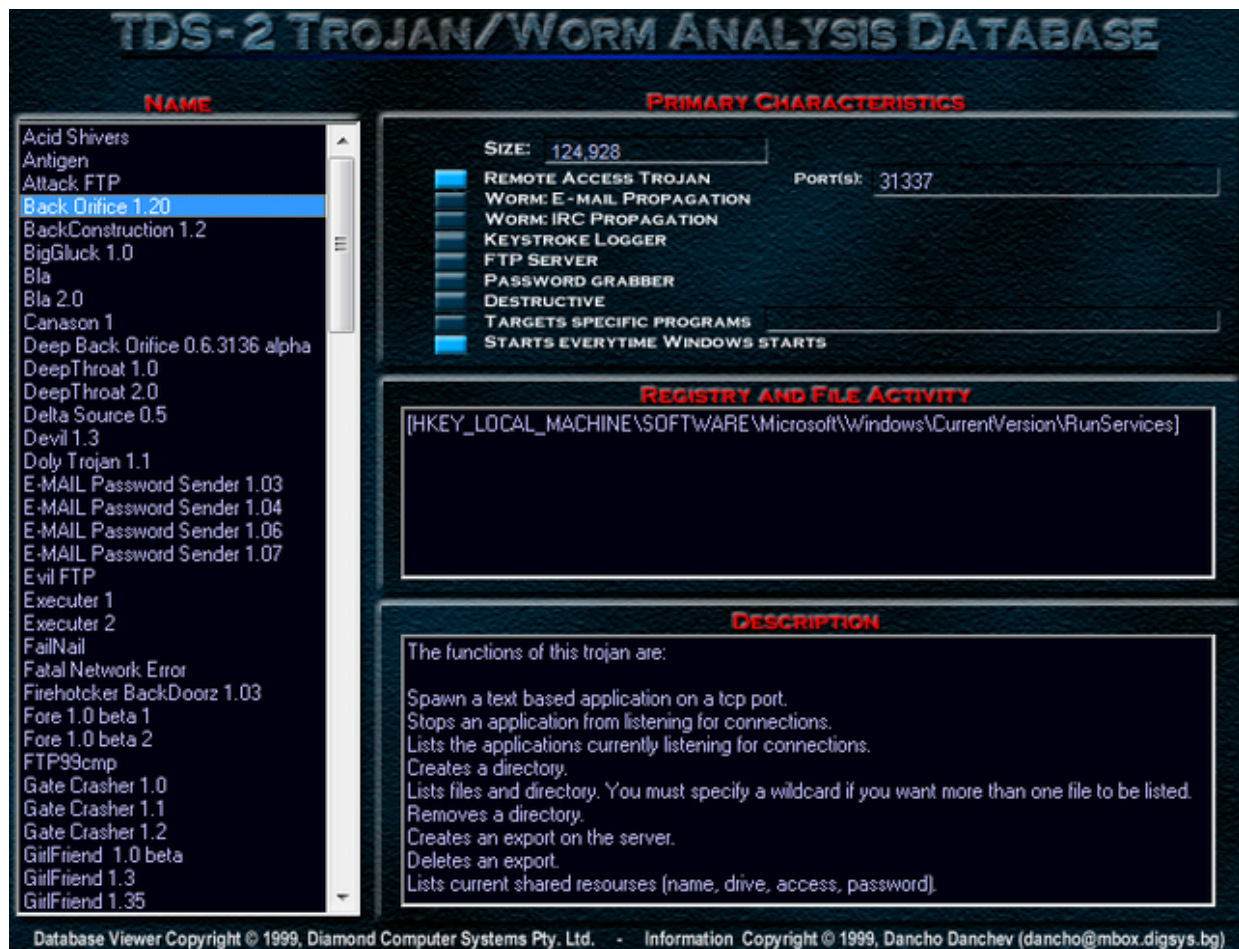 TDS-2 TROJAN/WORM ANALYSIS DATABASE
NAME
Acid Shivers
Antigen
Attack FTP
Back Orifice 1.20
BackConstruction 1.2
BigGluck 1.0
Bla
Bla 2.0
Canason 1
Deep Back Orifice 0.6.3136 alpha
DeepThroat 1.0
DeepThroat 2.0
Delta Source 0.5
Devil 1.3
Doly Trojan 1.1
E-MAIL Password Sender 1.03
E-MAIL Password Sender 1.04
E-MAIL Password Sender 1.06
E-MAIL Password Sender 1.07
Evil FTP
Executer 1
Executer 2
FailNail
Fatal Network Error
Firehotcker BackDoorz 1.03
Fore 1.0 beta 1
Fore 1.0 beta 2
FTP99cmp
Gate Crasher 1.0
Gate Crasher 1.1
Gate Crasher 1.2
GirlFriend 1.0 beta
GirlFriend 1.3
GirlFriend 1.35
PRIMARY CHARACTERISTICS
SIZE: 124,928
REMOTE ACCESS TROJAN PORT(S): 31337
WORM: E-MAIL PROPAGATION
WORM: IRC PROPAGATION
KEYSTROKE LOGGER
FTP SERVER
PASSWORD GRABBER
DESTRUCTIVE
TARGETS SPECIFIC PROGRAMS
STARTS EVERYTIME WINDOWS STARTS
REGISTRY AND FILE ACTIVITY
[HKEY_LOCAL_MACHINE\SOFTWARE\Microsoft\Windows\CurrentVersion\RunServices]
DESCRIPTION
The functions of this trojan are:
Spawn a text based application on a tcp port.
Stops an application from listening for connections.
Lists the applications currently listening for connections.
Creates a directory.
Lists files and directory. You must specify a wildcard if you want more than one file to be listed.
Removes a directory.
Creates an export on the server.
Deletes an export.
Lists current shared resourses (name, drive, access, password).
Database Viewer Copyright © 1999, Diamond Computer Systems Pty. Ltd. - Information Copyright © 1999, Dancho Danchev (dancho@mbox.digsys.bg)